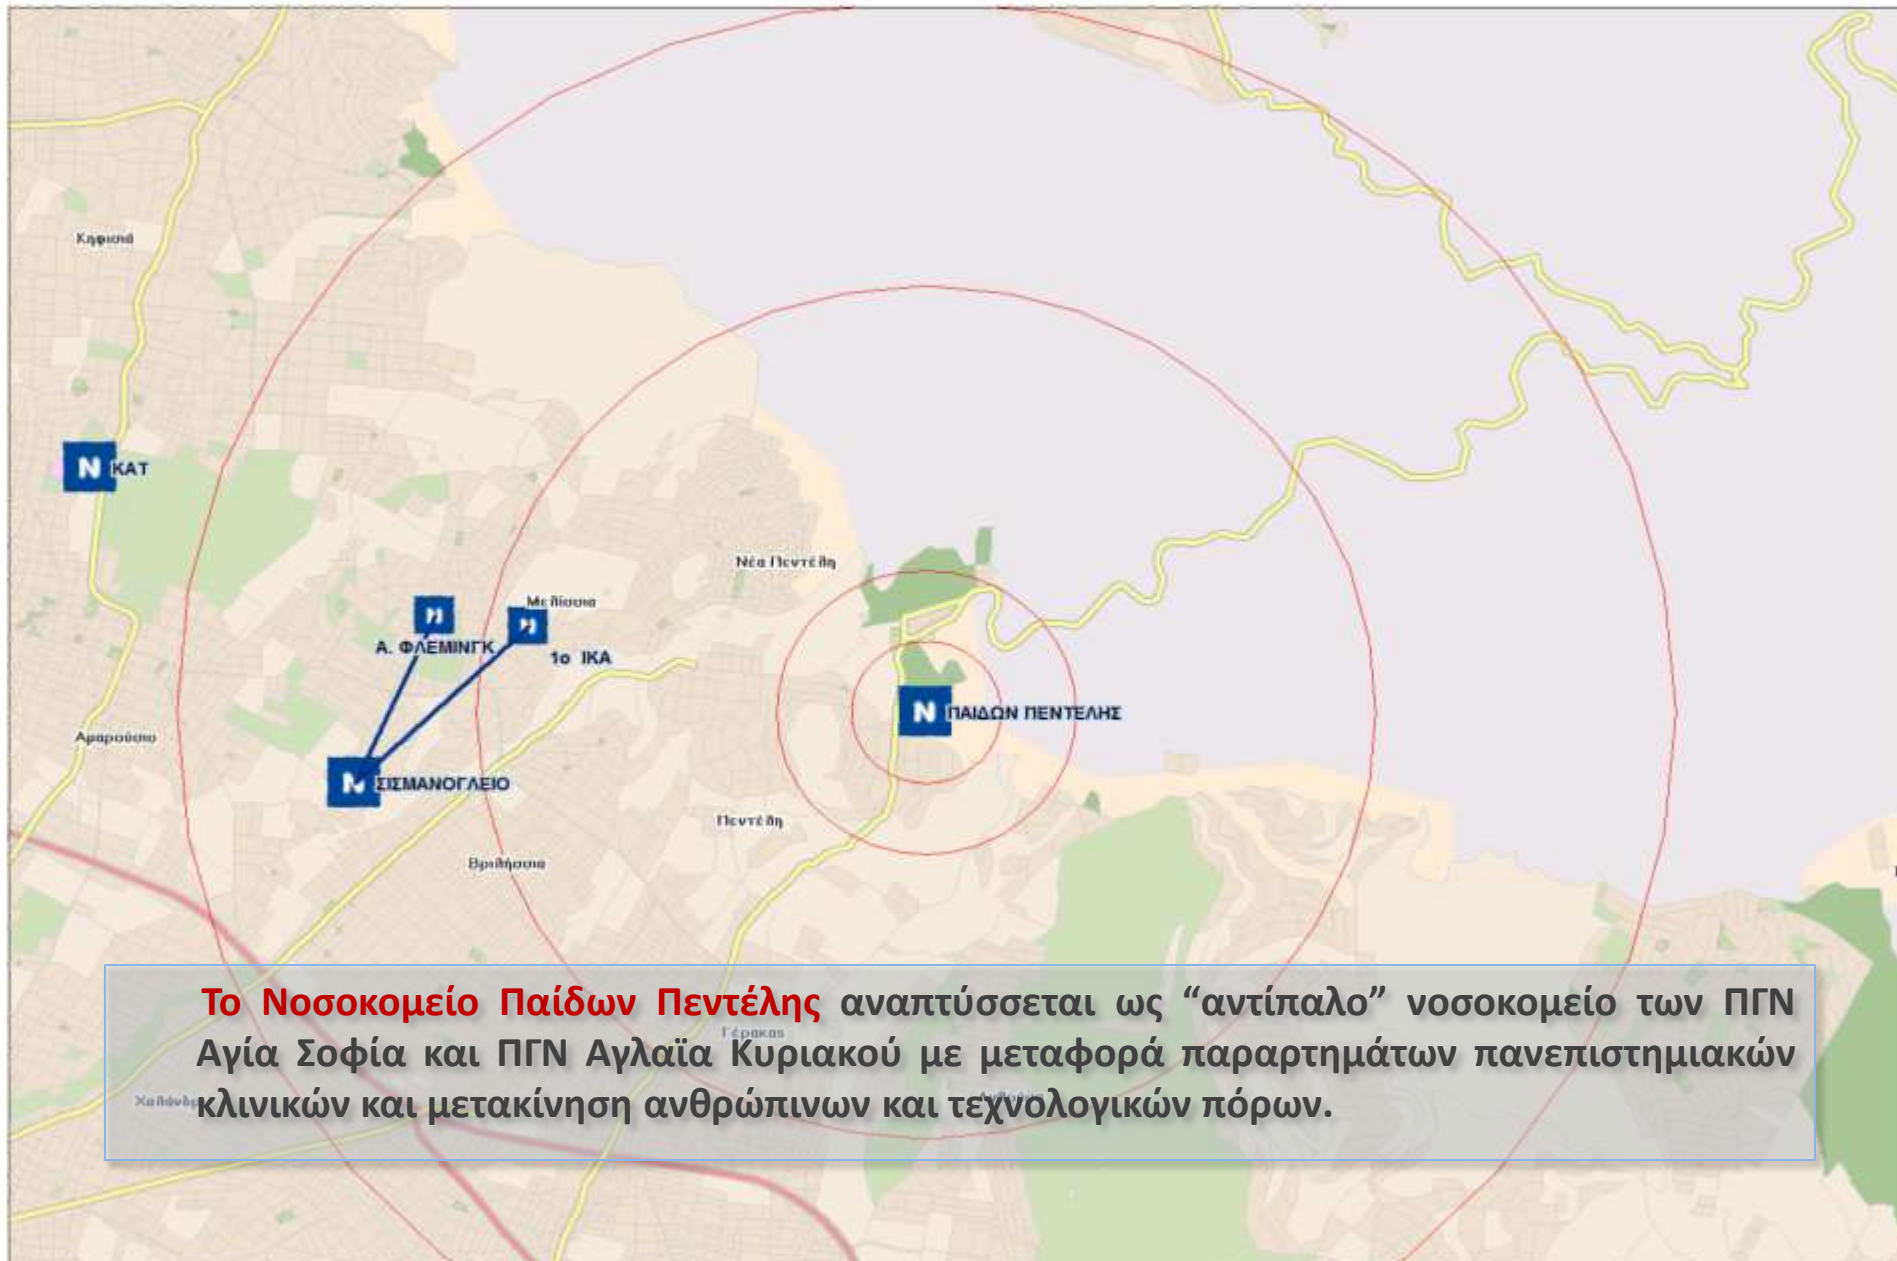 Κηφισιά
ΚΑΤ
Νέα Πεντέλη
Μελίσσια
Α. ΦΛΕΜΙΝΓΚ
1ο ΙΚΑ
ΠΑΙΔΩΝ ΠΕΝΤΕΛΗΣ
Αμαρούσιο
ΣΙΣΜΑΝΟΓΛΕΙΟ
Πεντέλη
Βριλήσσια
Το Νοσοκομείο Παίδων Πεντέλης αναπτύσσεται ως “αντίπαλο” νοσοκομείο των ΠΓΝ
Γέρακας
Αγία Σοφία και ΠΓΝ Αγλαϊα Κυριακού με μεταφορά παραρτημάτων πανεπιστημιακών
κλινικών και μετακίνηση ανθρώπινων και τεχνολογικών πόρων.